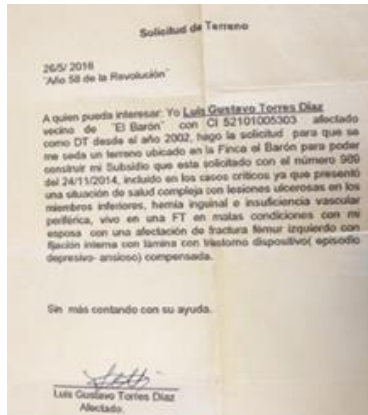 Solicitud de Terreno
26/5/ 2016
"Año 58 de la Revolución"
A quien pueda interesar: Yo Luis Gustavo Torres Díaz
vecino de "El Barón" con CI 52101005303 afectado
como DT desde el año 2002, hago la solicitud para que se
me seda un terreno ubicado en la Finca el Barón para poder
construir mi Subsidio que esta solicitado con el número 989
del 24/11/2014, incluido en los casos críticos ya que presentó
una situación de salud compleja con lesiones ulcerosas en los
miembros inferiores, hernia inguinal e insuficiencia vascular
periférica, vivo en una FT en malas condiciones con mi
esposa con una afectación de fractura fémur izquierdo con
fijación interna con lamina con trastorno dispositivo( episodio
depresivo- ansioso) compensada.
Sin más contando con su ayuda.
Luis Gustavo Torres Díaz
Afectado.